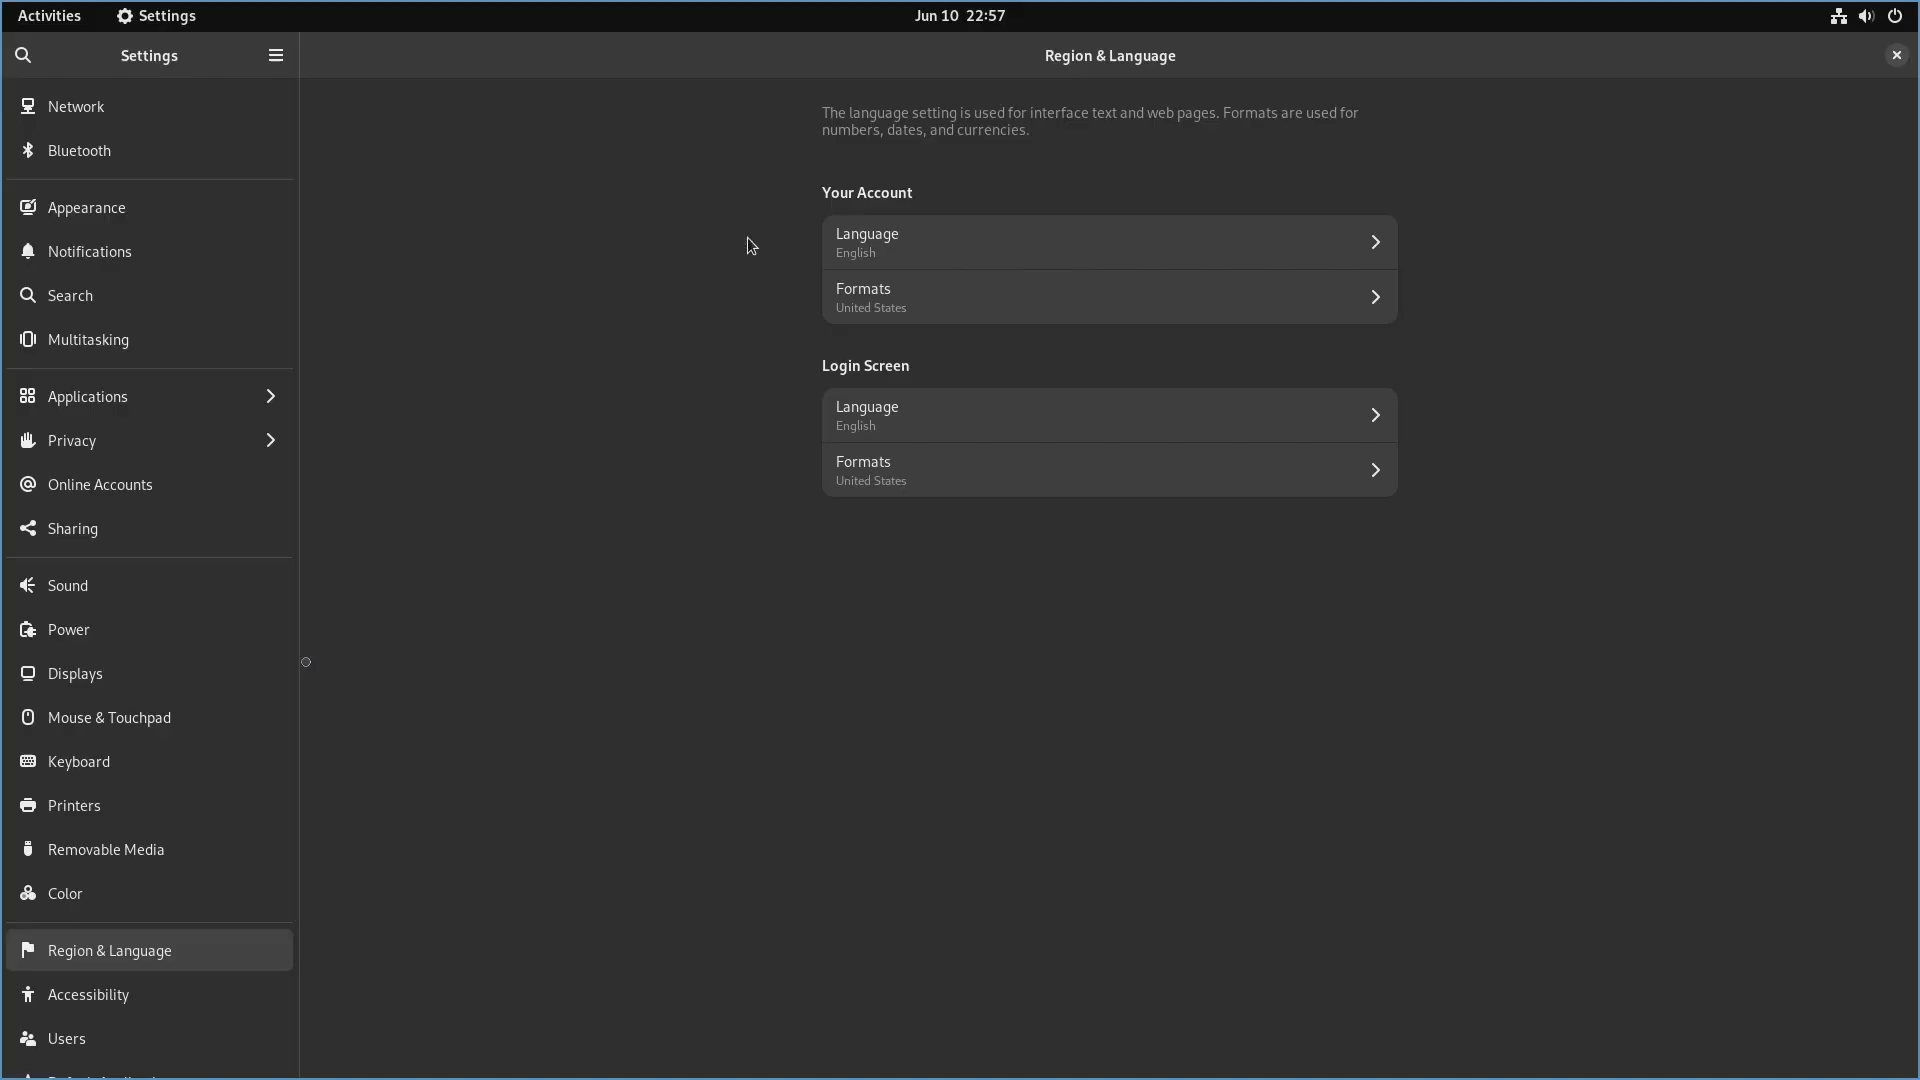 Activities
Settings
Jun 10 22:57
Settings
Region & Language
Network
Bluetooth
Appearance
Notifications
Search
Multitasking
Applications
Privacy
Online Accounts
Sharing
Sound
Power
Displays
Mouse & Touchpad
Keyboard
Printers
Removable Media
Color
Region & Language
Accessibility
Users
The language setting is used for interface text and web pages. Formats are used for
numbers, dates, and currencies.
Your Account
Language
English
Formats
United States
Login Screen
Language
English
Formats
United States